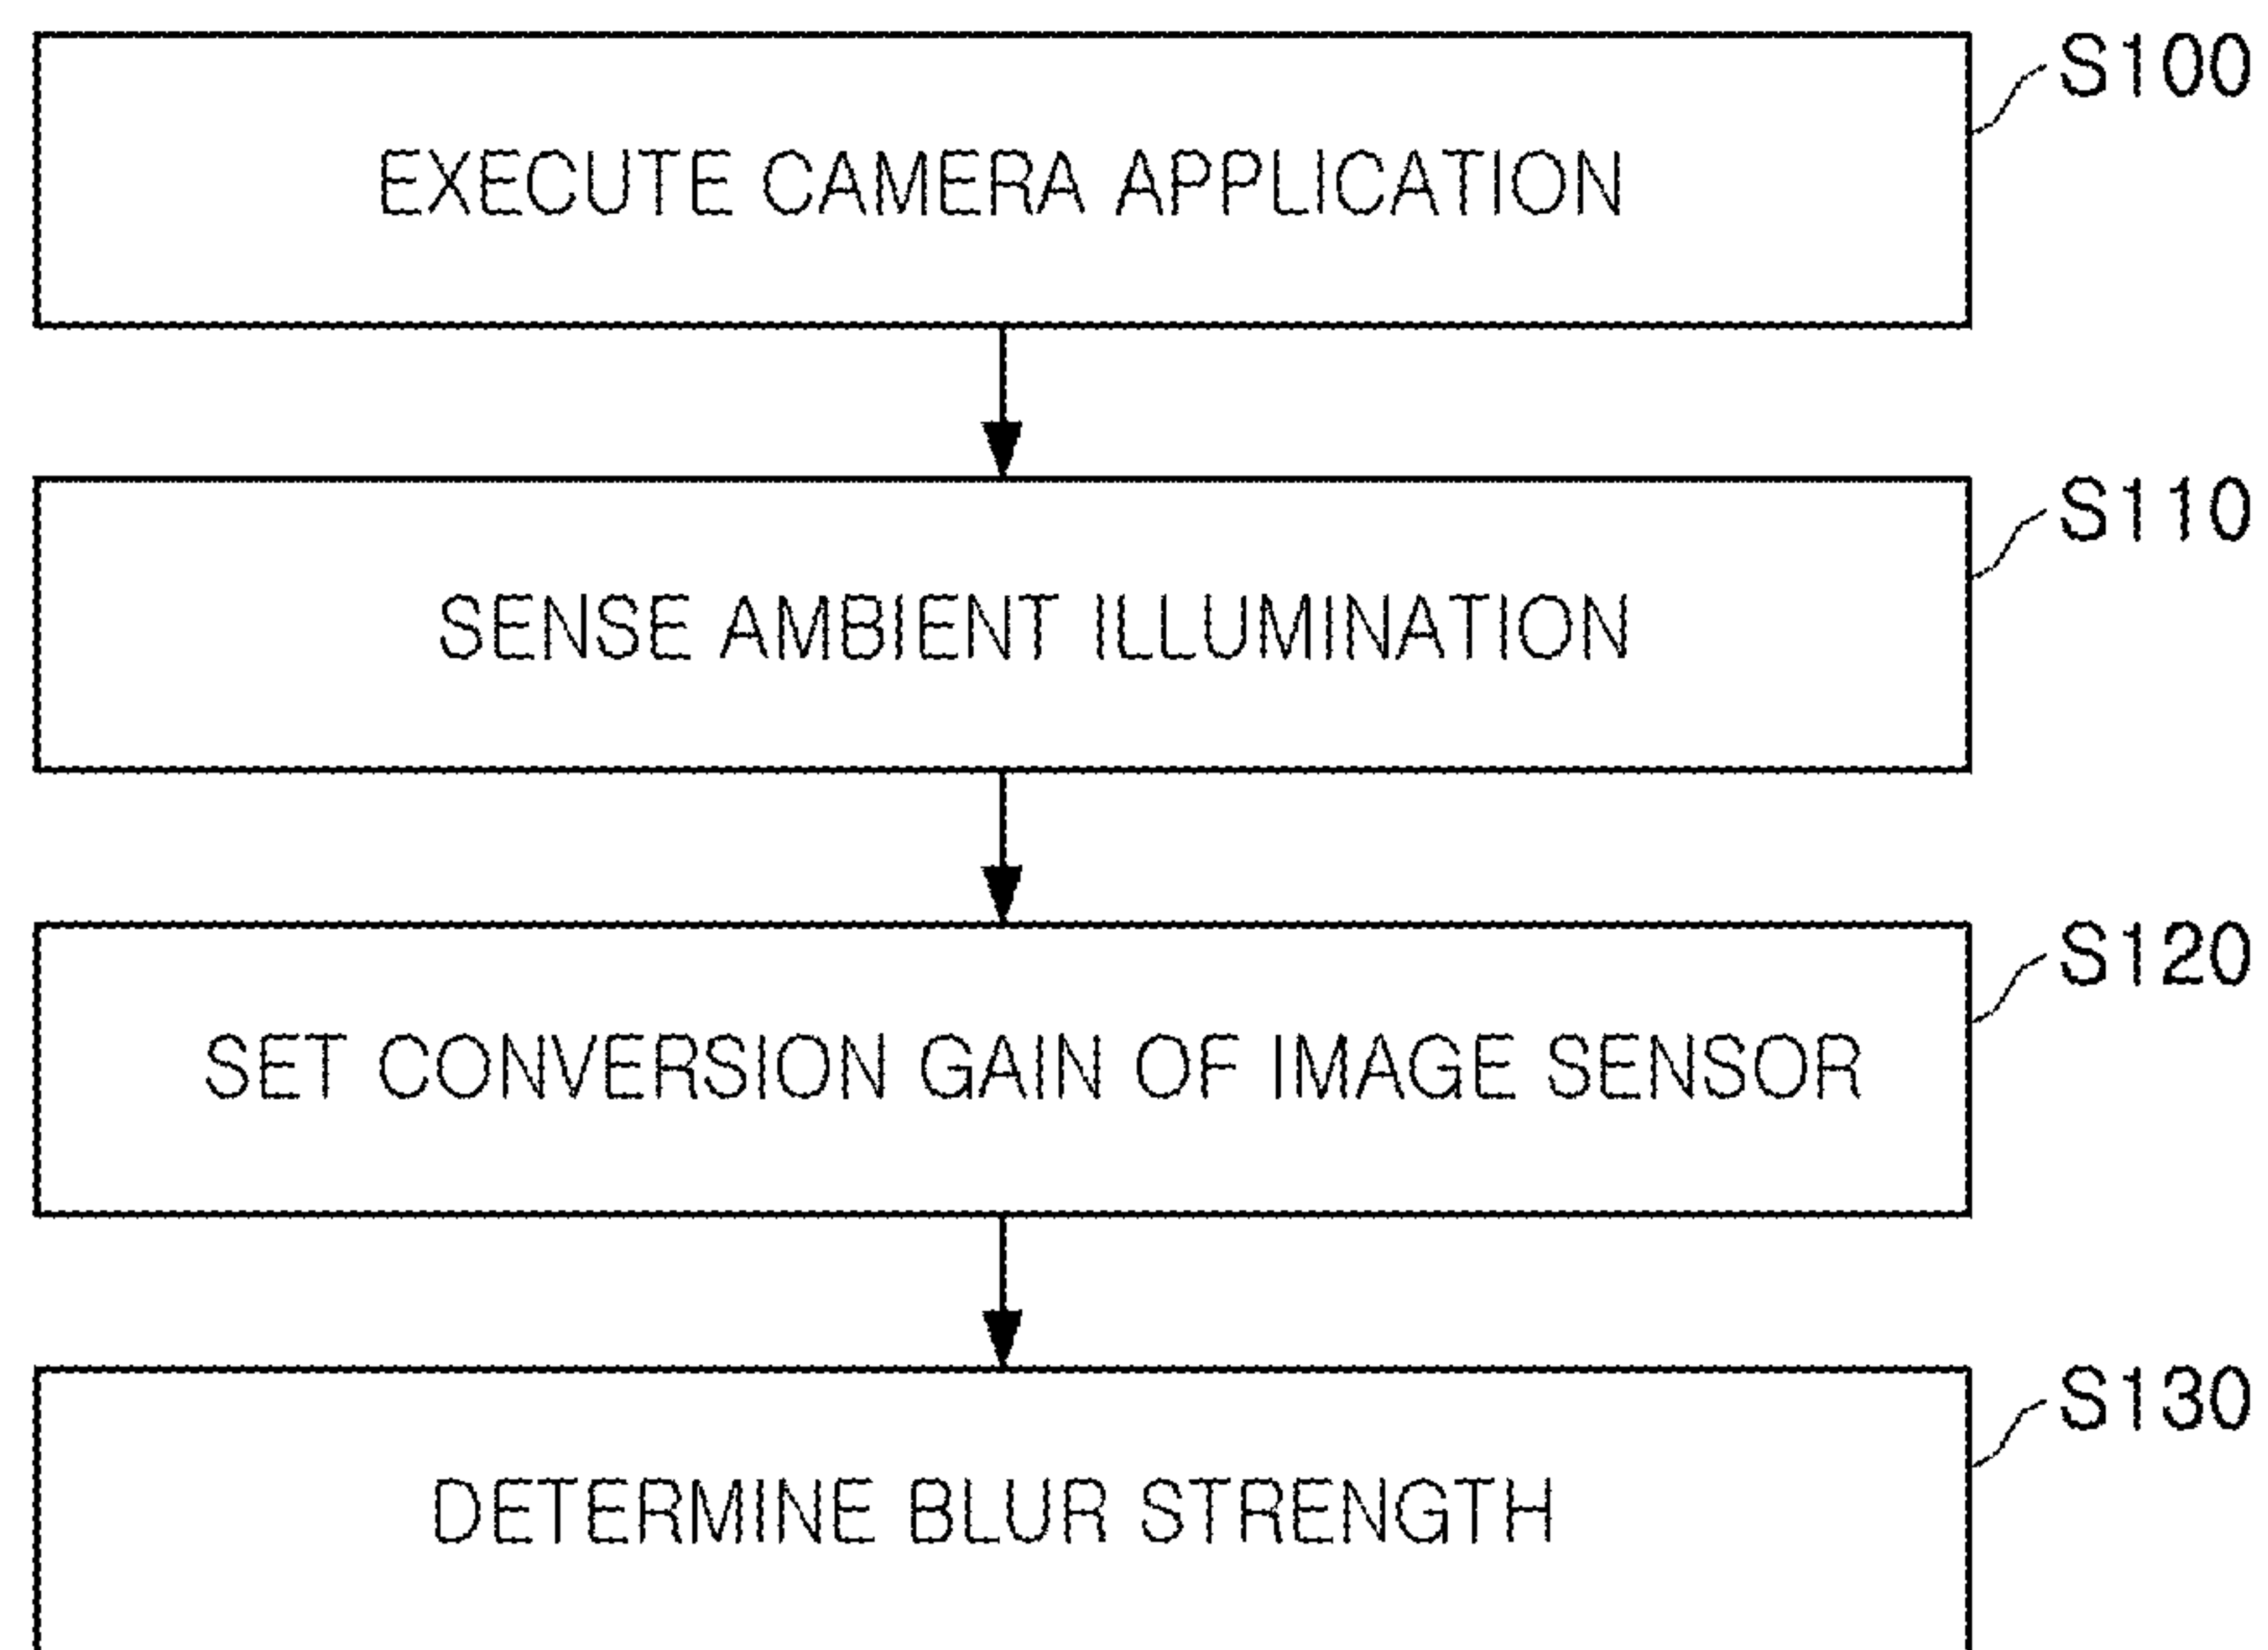 S100
EXECUTE CAMERA APPLICATION
S110
SENSE AMBIENT ILLUMINATION
S120
SET CONVERSION GAIN OF IMAGE SENSOR
S130
DETERMINE BLUR STRENGTH